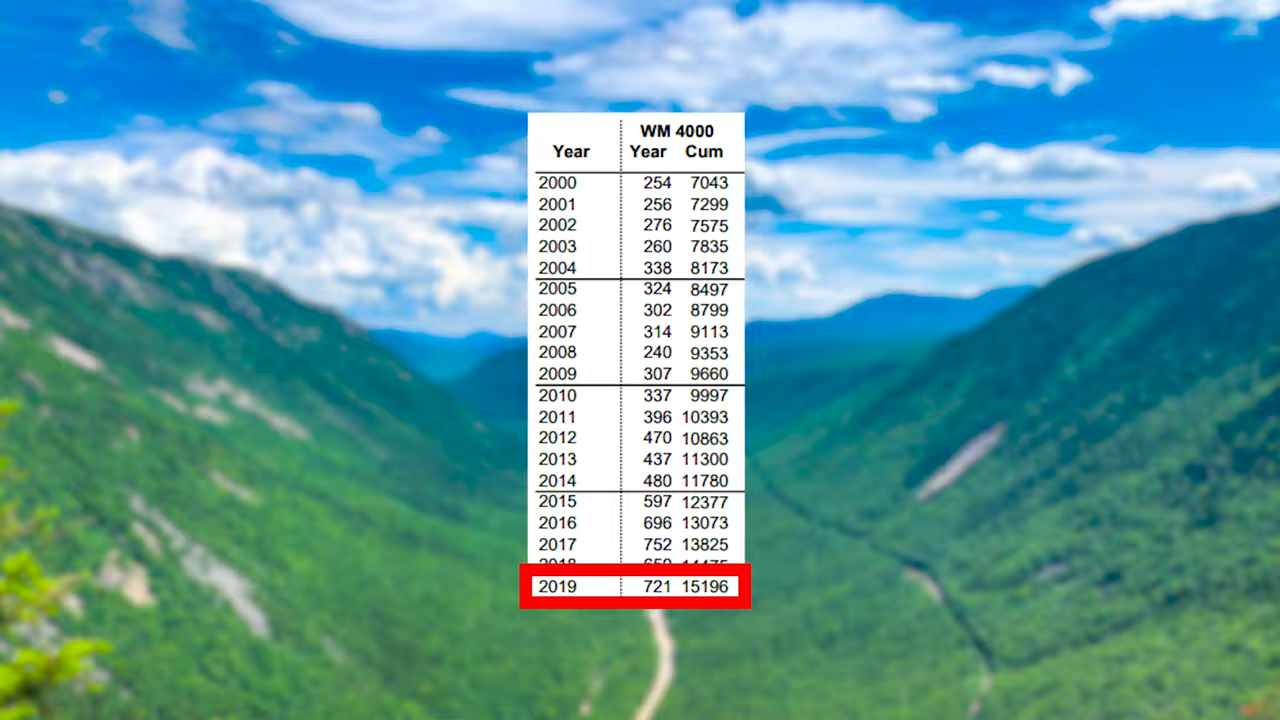 WM 4000
Year Year Cum
2000 254 7043
2001 256 7299
2002 276 7575
2003 260 7835
2004 338 8173
2005 324 8497
2006 302 8799
2007 314 9113
2008 240 9353
2009 307 9660
2010 337 9997
2011 396 10393
2012 470 10863
2013 437 11300
2014 480 11780
2015 597 12377
2016 696 13073
2017 752 13825
2018 650 14475
2019 721 15196